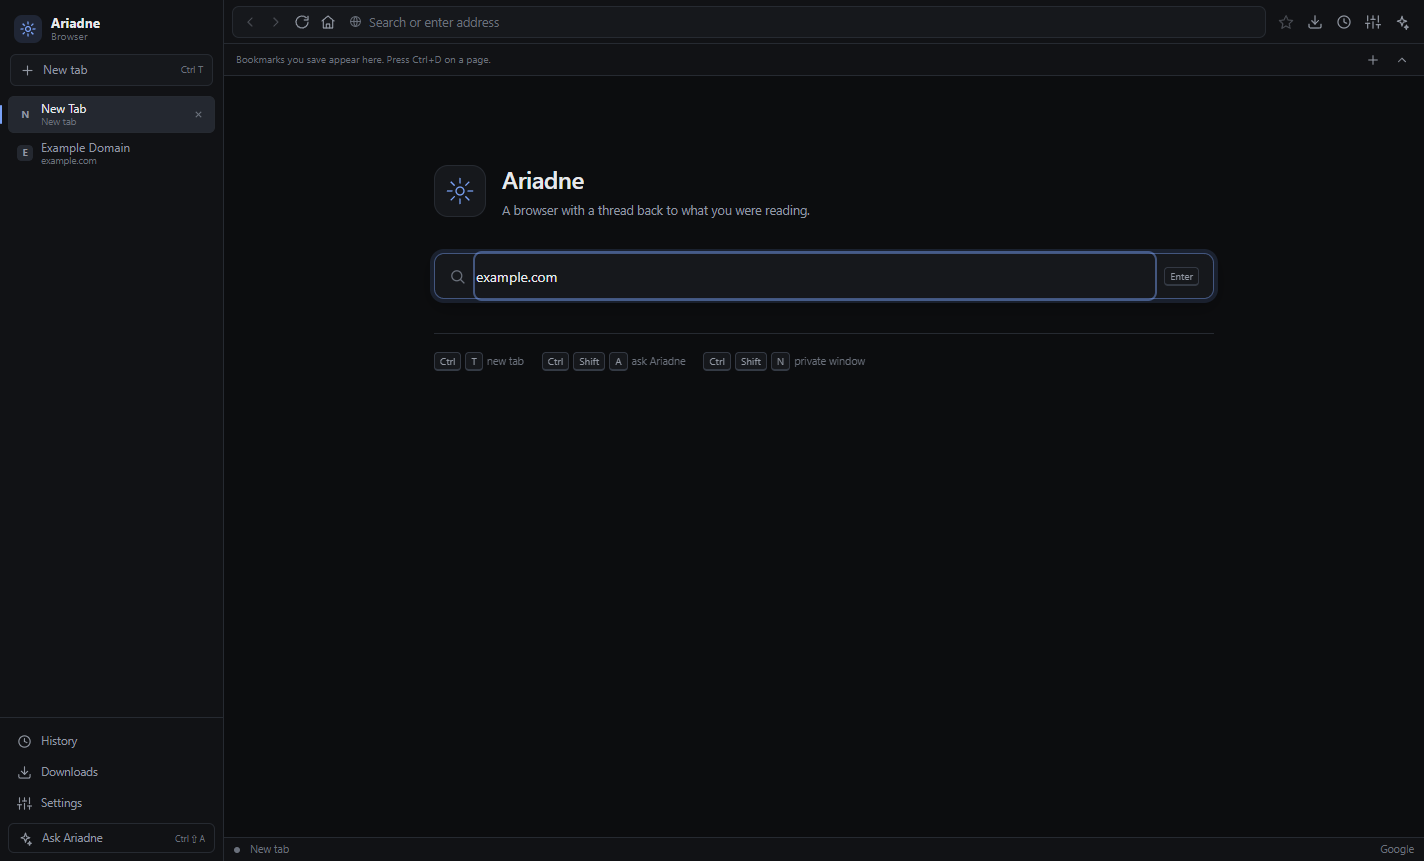 Ariadne
Browser
New tab Ctrl T
N New Tab
New tab
E Example Domain
example.com
History
Downloads
Settings
Ask Ariadne Ctrl ⇧ A
Search or enter address
Bookmarks you save appear here. Press Ctrl+D on a page.
Ariadne
A browser with a thread back to what you were reading.
example.com Enter
Ctrl T new tab Ctrl Shift A ask Ariadne Ctrl Shift N private window
New tab Google